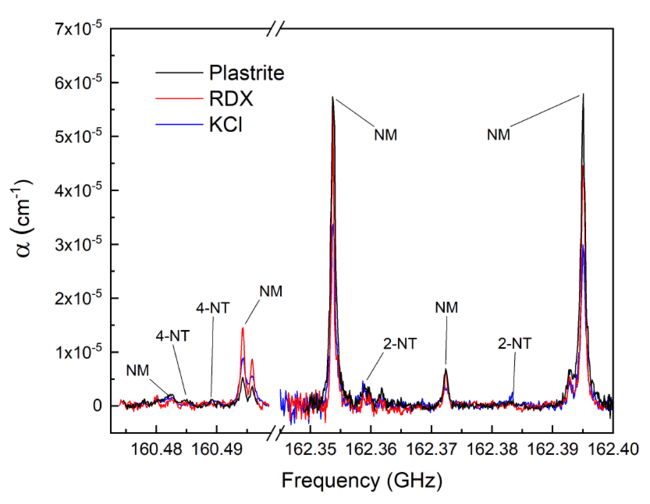 7x10⁻⁵
6x10⁻⁵
5x10⁻⁵
4x10⁻⁵
3x10⁻⁵
2x10⁻⁵
1x10⁻⁵
0
α (cm⁻¹)
Plastrite
RDX
KCl
NM
4-NT
4-NT
NM
NM
2-NT
NM
2-NT
NM
160.48 160.49 162.35 162.36 162.37 162.38 162.39 162.40
Frequency (GHz)